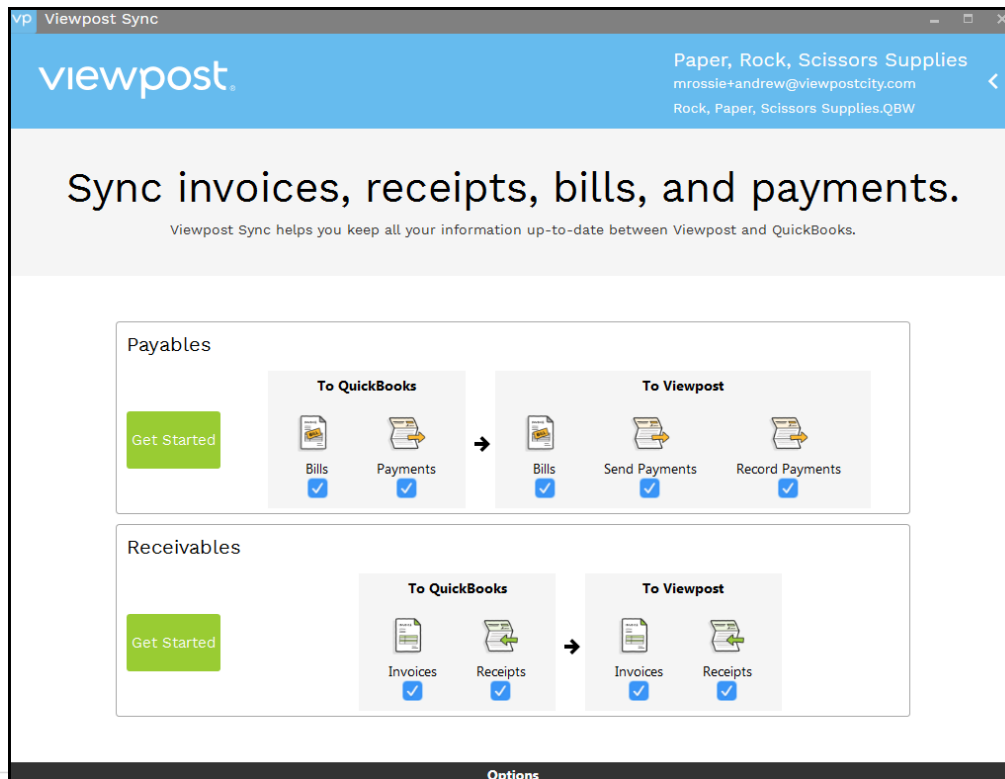 vp Viewpost Sync
viewpost.
Paper, Rock, Scissors Supplies
mrossie+andrew@viewpostcity.com
Rock, Paper, Scissors Supplies.QBW
Sync invoices, receipts, bills, and payments.
Viewpost Sync helps you keep all your information up-to-date between Viewpost and QuickBooks.
Payables
To QuickBooks To Viewpost
Get Started
Bills Payments Bills Send Payments Record Payments
Receivables
To QuickBooks To Viewpost
Get Started
Invoices Receipts Invoices Receipts
Options